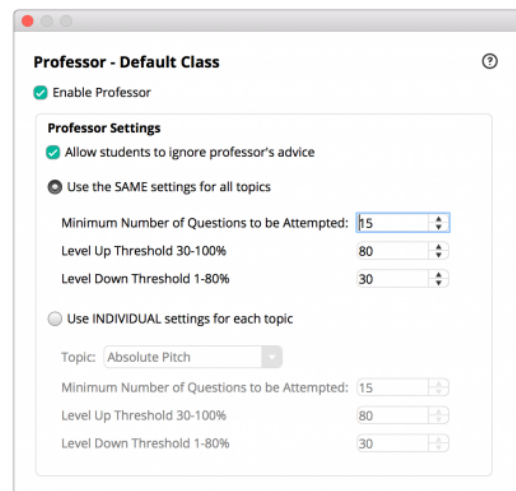 Professor - Default Class
Enable Professor
Professor Settings
Allow students to ignore professor's advice
Use the SAME settings for all topics
Minimum Number of Questions to be Attempted: 15
Level Up Threshold 30-100% 80
Level Down Threshold 1-80% 30
Use INDIVIDUAL settings for each topic
Topic: Absolute Pitch
Minimum Number of Questions to be Attempted: 15
Level Up Threshold 30-100% 80
Level Down Threshold 1-80% 30